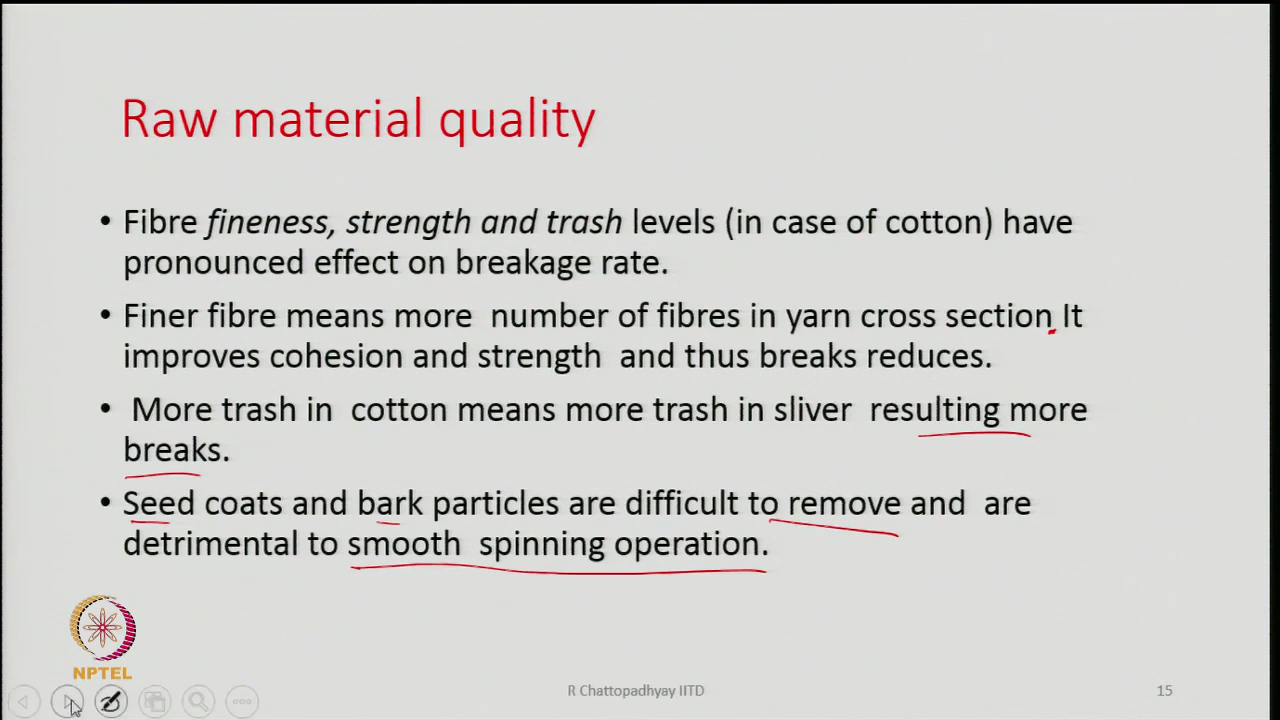 Raw material quality
• Fibre fineness, strength and trash levels (in case of cotton) have
pronounced effect on breakage rate.
• Finer fibre means more number of fibres in yarn cross section. It
improves cohesion and strength and thus breaks reduces.
• More trash in cotton means more trash in sliver resulting more
breaks.
• Seed coats and bark particles are difficult to remove and are
detrimental to smooth spinning operation.
NPTEL
R Chattopadhyay IITD
15